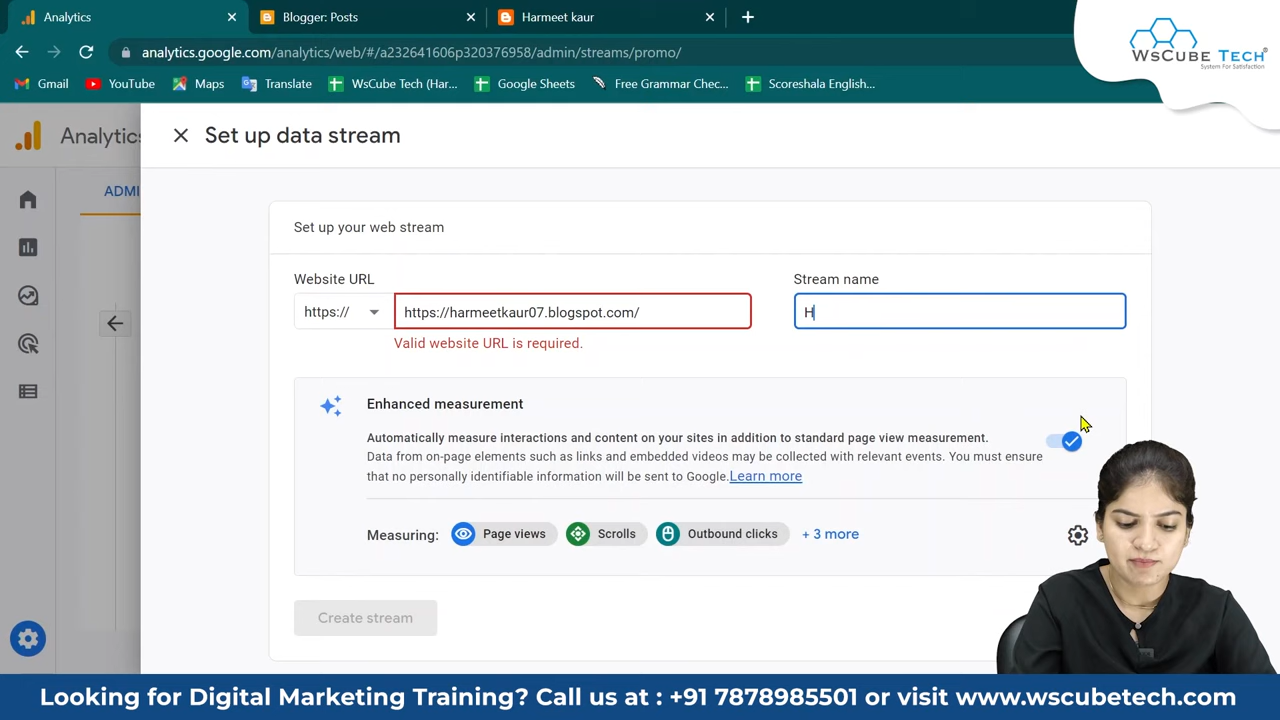 Analytics
Blogger: Posts
Harmeet kaur
analytics.google.com/analytics/web/#/a232641606p320376958/admin/streams/promo/
WsCube Tech
System For Satisfaction
Gmail
YouTube
Maps
Translate
WsCube Tech (Har...
Google Sheets
Free Grammar Chec...
Scoreshala English...
Analytics
Set up data stream
ADMI
Set up your web stream
Website URL
Stream name
https://
https://harmeetkaur07.blogspot.com/
H
Valid website URL is required.
Enhanced measurement
Automatically measure interactions and content on your sites in addition to standard page view measurement.
Data from on-page elements such as links and embedded videos may be collected with relevant events. You must ensure
that no personally identifiable information will be sent to Google. Learn more
Measuring:
Page views
Scrolls
Outbound clicks
+ 3 more
Create stream
Looking for Digital Marketing Training? Call us at : +91 7878985501 or visit www.wscubetech.com